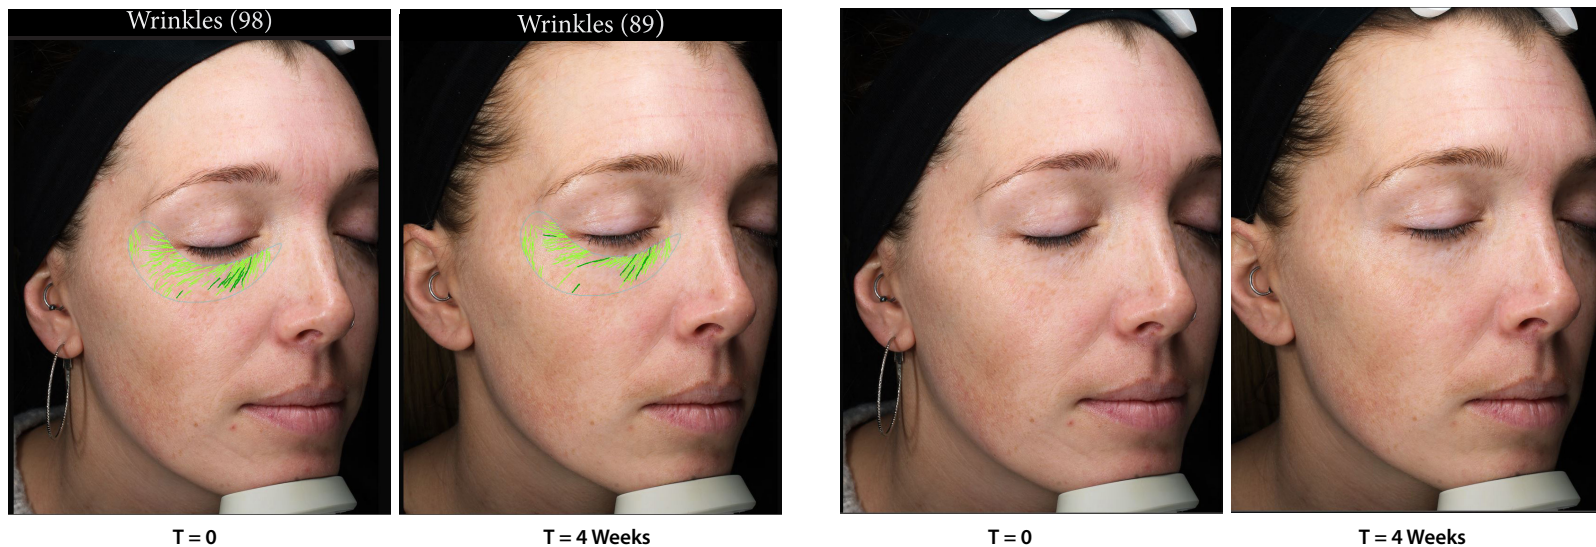 Wrinkles (98)
Wrinkles (89)
T = 0
T = 4 Weeks
T = 0
T = 4 Weeks